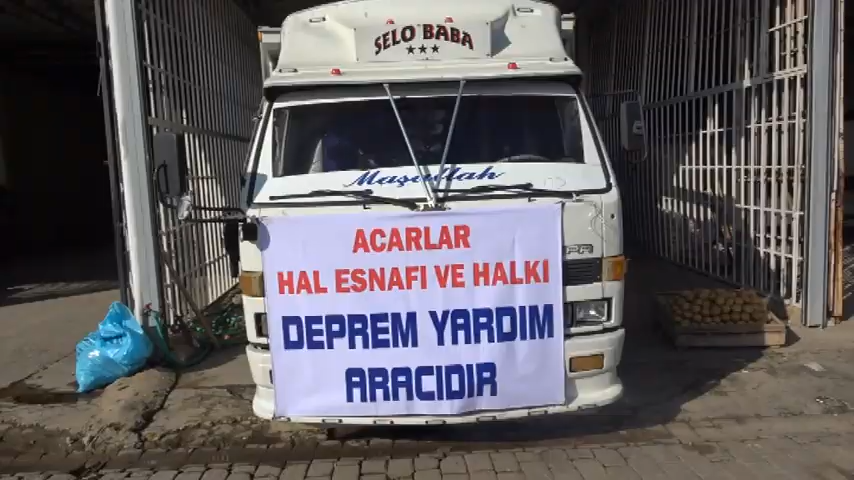 SELO BABA
Maşallah
ACARLAR
HAL ESNAFI VE HALKI
DEPREM YARDIM
ARACIDIR